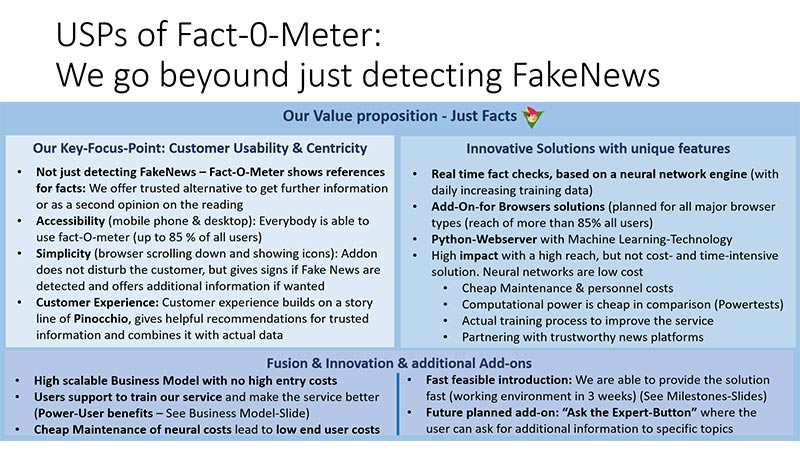 USPs of Fact-0-Meter:
We go beyound just detecting FakeNews
Our Value proposition - Just Facts
Our Key-Focus-Point: Customer Usability & Centricity
• Not just detecting FakeNews – Fact-O-Meter shows references
for facts: We offer trusted alternative to get further information
or as a second opinion on the reading
• Accessibility (mobile phone & desktop): Everybody is able to
use fact-O-meter (up to 85 % of all users)
• Simplicity (browser scrolling down and showing icons): Addon
does not disturb the customer, but gives signs if Fake News are
detected and offers additional information if wanted
• Customer Experience: Customer experience builds on a story
line of Pinocchio, gives helpful recommendations for trusted
information and combines it with actual data
Innovative Solutions with unique features
• Real time fact checks, based on a neural network engine (with
daily increasing training data)
• Add-On-for Browsers solutions (planned for all major browser
types (reach of more than 85% all users)
• Python-Webserver with Machine Learning-Technology
• High impact with a high reach, but not cost- and time-intensive
solution. Neural networks are low cost
• Cheap Maintenance & personnel costs
• Computational power is cheap in comparison (Powertests)
• Actual training process to improve the service
• Partnering with trustworthy news platforms
Fusion & Innovation & additional Add-ons
• High scalable Business Model with no high entry costs
• Users support to train our service and make the service better
(Power-User benefits – See Business Model-Slide)
• Cheap Maintenance of neural costs lead to low end user costs
• Fast feasible introduction: We are able to provide the solution
fast (working environment in 3 weeks) (See Milestones-Slides)
• Future planned add-on: “Ask the Expert-Button” where the
user can ask for additional information to specific topics